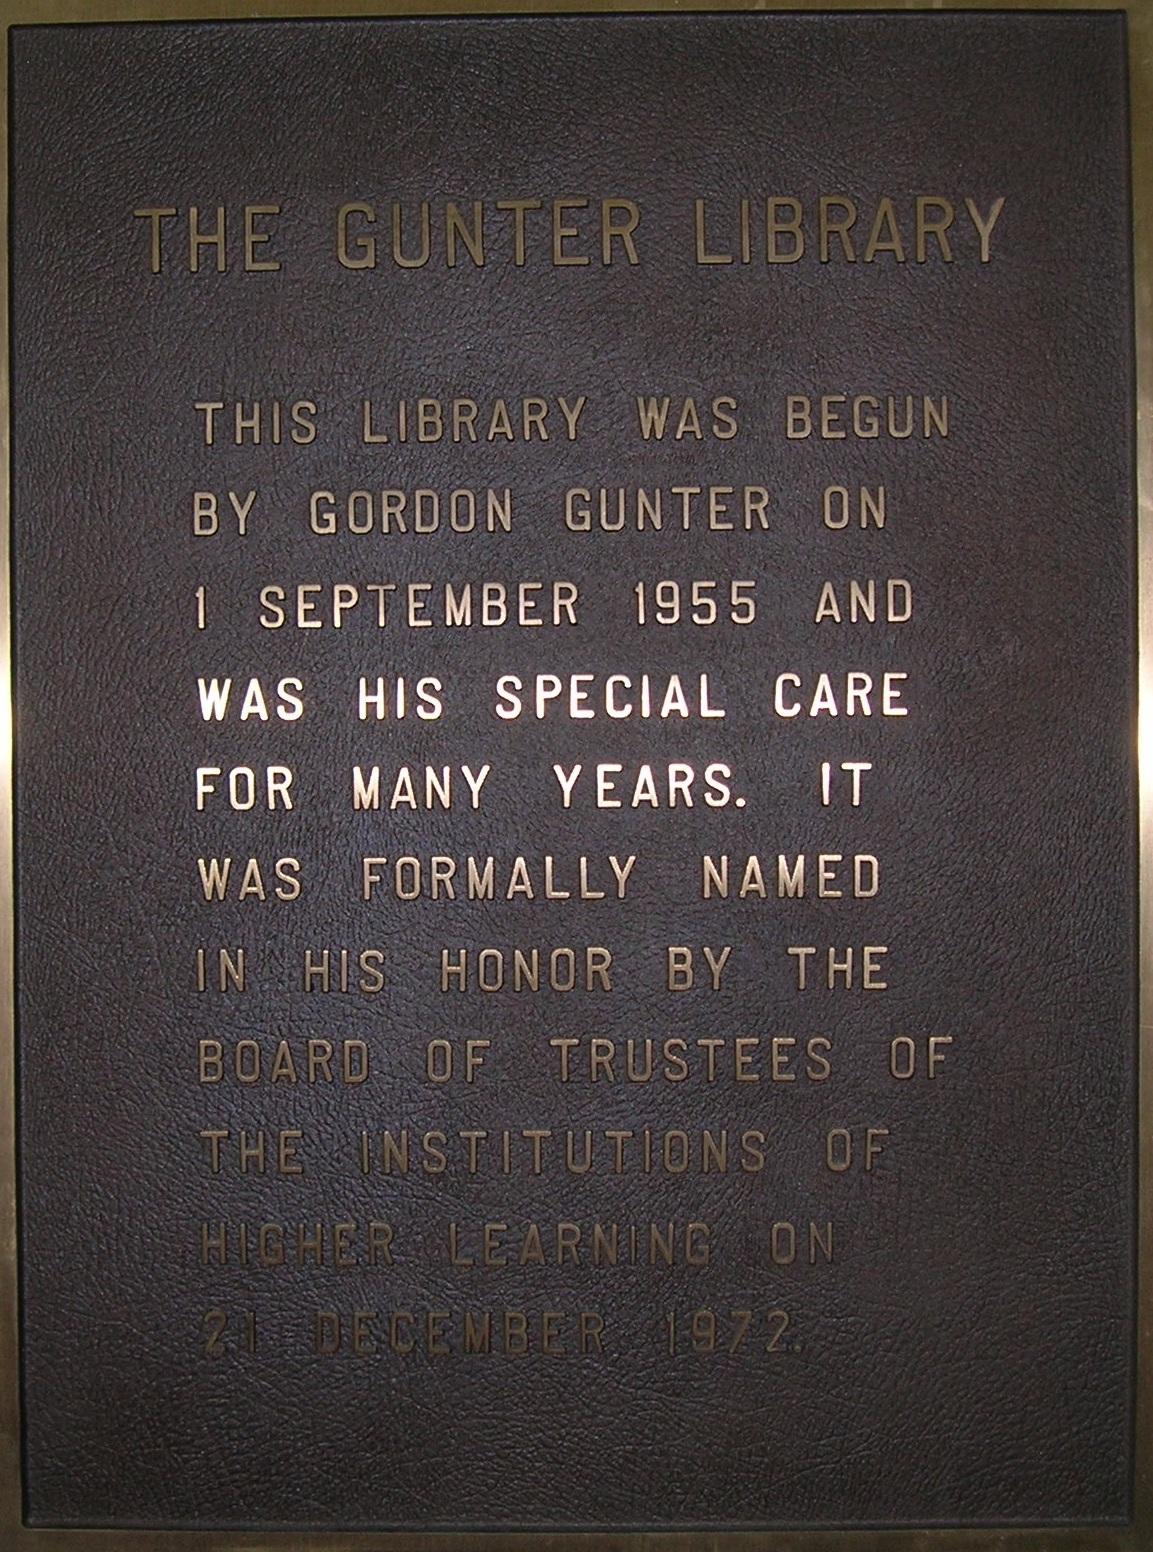 THE GUNTER LIBRARY
THIS LIBRARY WAS BEGUN
BY GORDON GUNTER ON
1 SEPTEMBER 1955 AND
WAS HIS SPECIAL CARE
FOR MANY YEARS. IT
WAS FORMALLY NAMED
IN HIS HONOR BY THE
BOARD OF TRUSTEES OF
THE INSTITUTIONS OF
HIGHER LEARNING ON
21 DECEMBER 1972.